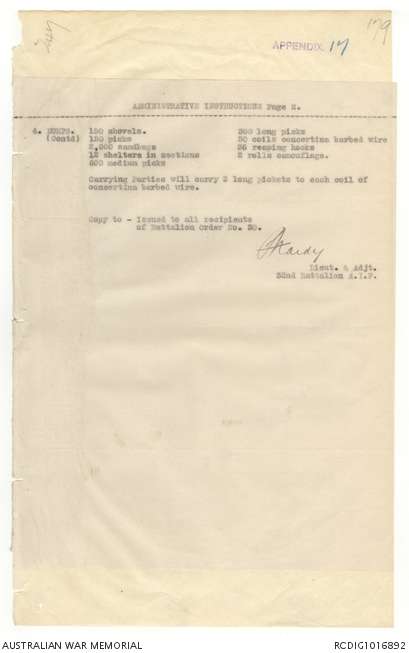 179
APPENDIX. 17
ADMINISTRATIVE INSTRUCTIONS Page 2.
4. DUMPS. 150 shovels. 300 long picks
(Contd) 150 picks 50 coils concertina barbed wire
2,000 sandbags 36 reaping hooks
12 shelters in sections 2 rolls camouflage.
600 medium picks
Carrying Parties will carry 2 long pickets to each coil of
concertina barbed wire.
Copy to - Issued to all recipients
of Battalion Order No. 30.
Hardy
Lieut. & Adjt.
32nd Battalion A.I.F.
AUSTRALIAN WAR MEMORIAL
RCDIG1016892